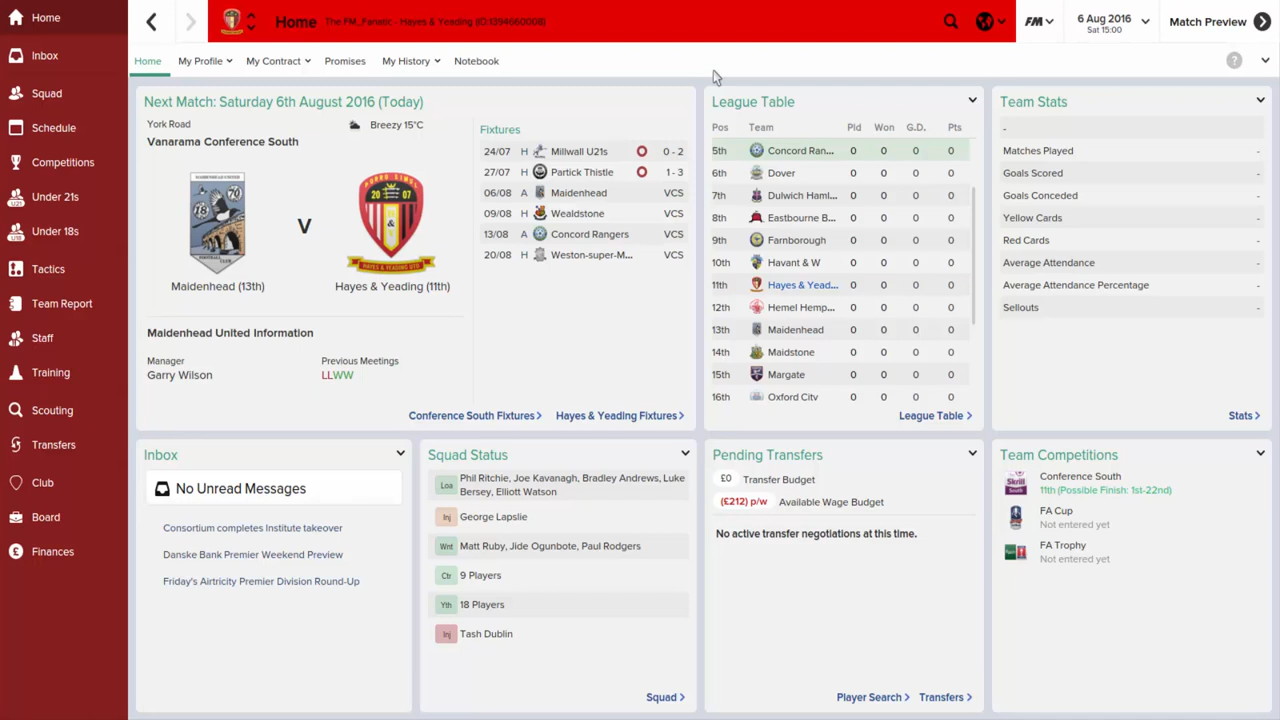 Home
The FM_Fanatic - Hayes & Yeading (ID:1394660008)
FM
6 Aug 2016
Sat 15:00
Match Preview
Home
Inbox
Squad
Schedule
Competitions
Under 21s
Under 18s
Tactics
Team Report
Staff
Training
Scouting
Transfers
Club
Board
Finances
Home My Profile My Contract Promises My History Notebook
?
Next Match: Saturday 6th August 2016 (Today)
York Road
Breezy 15°C
Vanarama Conference South
V
Maidenhead (13th)
Hayes & Yeading (11th)
Maidenhead United Information
Manager
Garry Wilson
Previous Meetings
LLWW
Fixtures
24/07 H Millwall U21s 0 - 2
27/07 H Partick Thistle 1 - 3
06/08 A Maidenhead VCS
09/08 H Wealdstone VCS
13/08 A Concord Rangers VCS
20/08 H Weston-super-M... VCS
Conference South Fixtures
Hayes & Yeading Fixtures
League Table
Pos Team Pld Won G.D. Pts
5th Concord Ran... 0 0 0 0
6th Dover 0 0 0 0
7th Dulwich Haml... 0 0 0 0
8th Eastbourne B... 0 0 0 0
9th Farnborough 0 0 0 0
10th Havant & W 0 0 0 0
11th Hayes & Yead... 0 0 0 0
12th Hemel Hemp... 0 0 0 0
13th Maidenhead 0 0 0 0
14th Maidstone 0 0 0 0
15th Margate 0 0 0 0
16th Oxford City 0 0 0 0
League Table
Team Stats
-
Matches Played -
Goals Scored -
Goals Conceded -
Yellow Cards -
Red Cards -
Average Attendance -
Average Attendance Percentage -
Sellouts -
Stats
Inbox
No Unread Messages
Consortium completes Institute takeover
Danske Bank Premier Weekend Preview
Friday's Airtricity Premier Division Round-Up
Squad Status
Loa Phil Ritchie, Joe Kavanagh, Bradley Andrews, Luke
Bersey, Elliott Watson
Inj George Lapslie
Wnt Matt Ruby, Jide Ogunbote, Paul Rodgers
Ctr 9 Players
Yth 18 Players
Inj Tash Dublin
Squad
Pending Transfers
£0 Transfer Budget
(£212) p/w Available Wage Budget
No active transfer negotiations at this time.
Player Search
Transfers
Team Competitions
Conference South
11th (Possible Finish: 1st-22nd)
FA Cup
Not entered yet
FA Trophy
Not entered yet